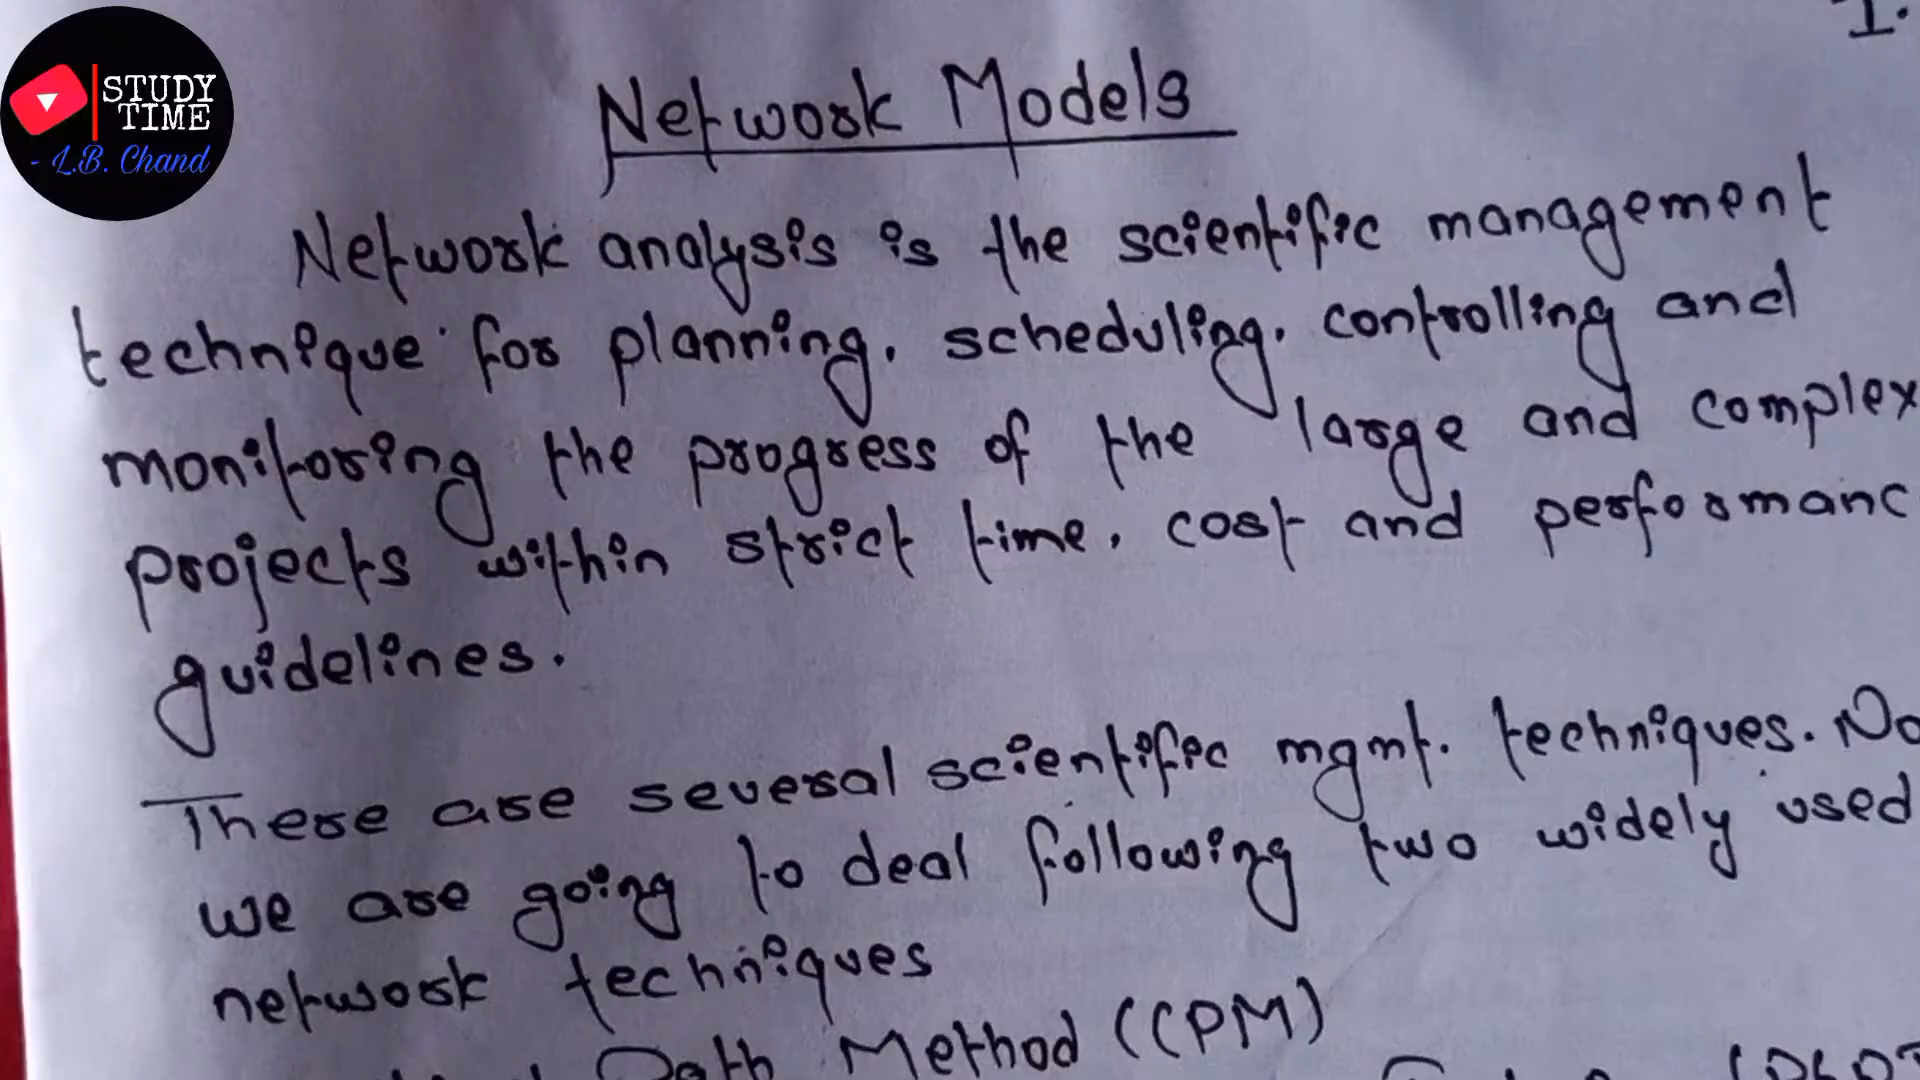 I.
STUDY
TIME
- L.B. Chand
Network Models
Network analysis is the scientific management
technique for planning, scheduling, controlling and
monitoring the progress of the large and complex
projects within strict time, cost and performanc
guidelines.
There are several scientific mgmt. techniques. No
we are going to deal following two widely used
network techniques
Path Method (CPM)